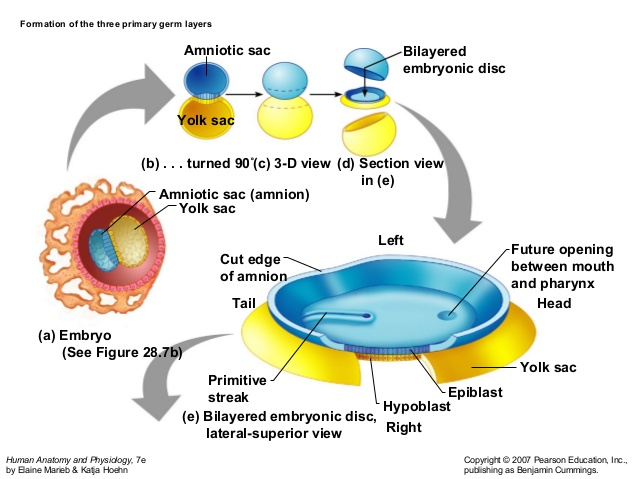 Formation of the three primary germ layers
Amniotic sac
Yolk sac
Bilayered
embryonic disc
(b) . . . turned 90˚
(c) 3-D view
(d) Section view
in (e)
Amniotic sac (amnion)
Yolk sac
(a) Embryo
(See Figure 28.7b)
Left
Cut edge
of amnion
Future opening
between mouth
and pharynx
Tail
Head
Primitive
streak
Yolk sac
Epiblast
Hypoblast
Right
(e) Bilayered embryonic disc,
lateral-superior view
Human Anatomy and Physiology, 7e
by Elaine Marieb & Katja Hoehn
Copyright © 2007 Pearson Education, Inc.,
publishing as Benjamin Cummings.